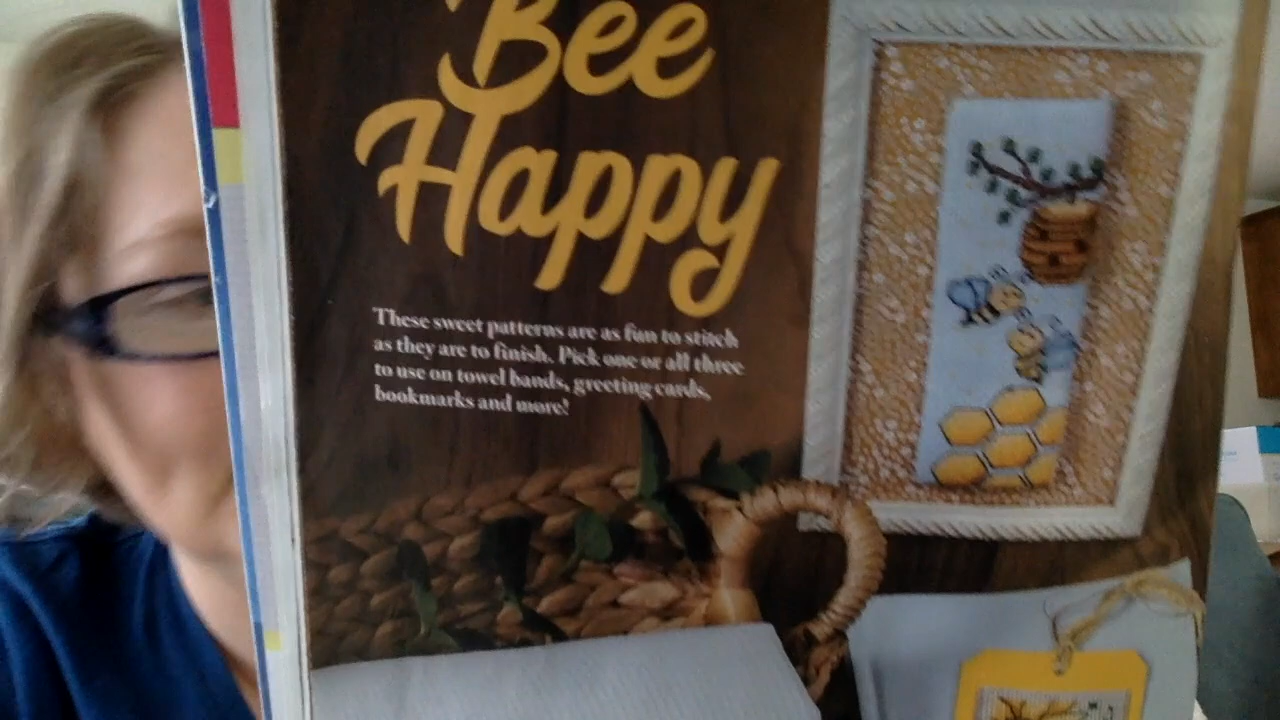 Bee
Happy
These sweet patterns are as fun to stitch
as they are to finish. Pick one or all three
to use on towel bands, greeting cards,
bookmarks and more!